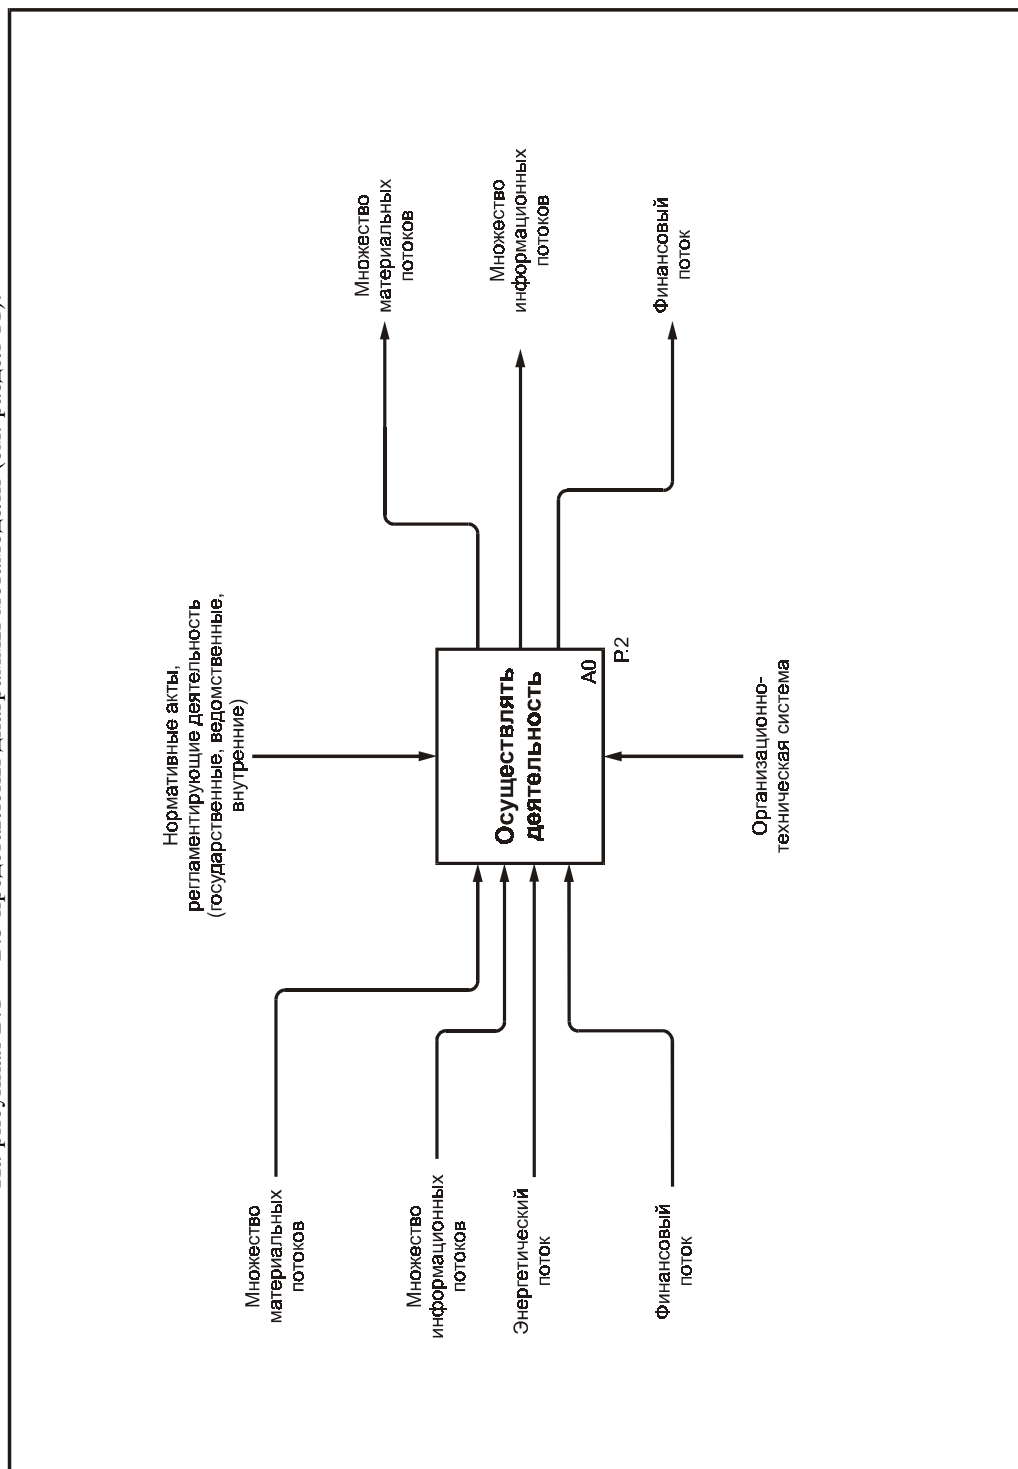 Нормативные акты,
регламентирующие деятельность
(государственные, ведомственные,
внутренние)
Множество
материальных
потоков
Множество
информационных
потоков
Энергетический
поток
Финансовый
поток
Осуществлять
деятельность
А0
Р.2
Множество
материальных
потоков
Множество
информационных
потоков
Финансовый
поток
Организационно-
техническая система